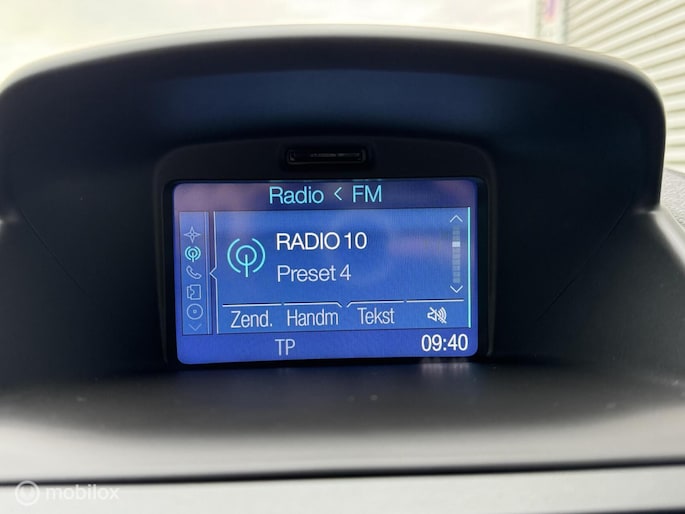 Radio < FM
RADIO 10
Preset 4
Zend. Handm Tekst
TP 09:40
mobilox